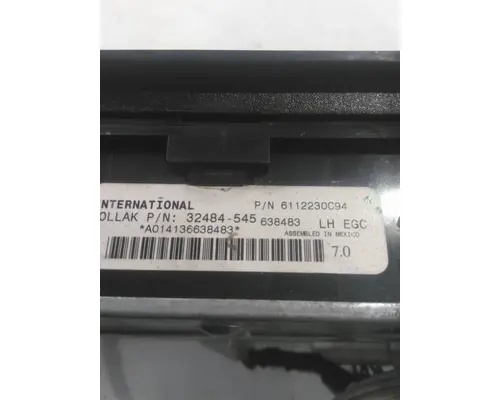 INTERNATIONAL P/N 6112230C94
OLLAK P/N: 32484-545 638483 LH EGC
*A014136638483* ASSEMBLED IN MEXICO
7.0